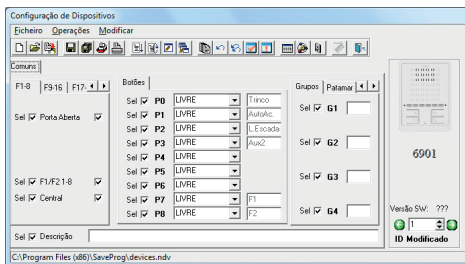 Configuração de Dispositivos
Ficheiro Operações Modificar
Comuns
F1-8 F9-16 F17-
Sel Porta Aberta
Sel F1/F2 1-8
Sel Central
Botões
Sel P0 LIVRE Trinco
Sel P1 LIVRE AutoAc.
Sel P2 LIVRE L.Escada
Sel P3 LIVRE Aux2
Sel P4 LIVRE
Sel P5 LIVRE
Sel P6 LIVRE
Sel P7 LIVRE F1
Sel P8 LIVRE F2
Grupos Patamar
Sel G1
Sel G2
Sel G3
Sel G4
6901
Versão SW: ???
1
ID Modificado
Sel Descrição
C:\Program Files (x86)\SaveProg\devices.ndv